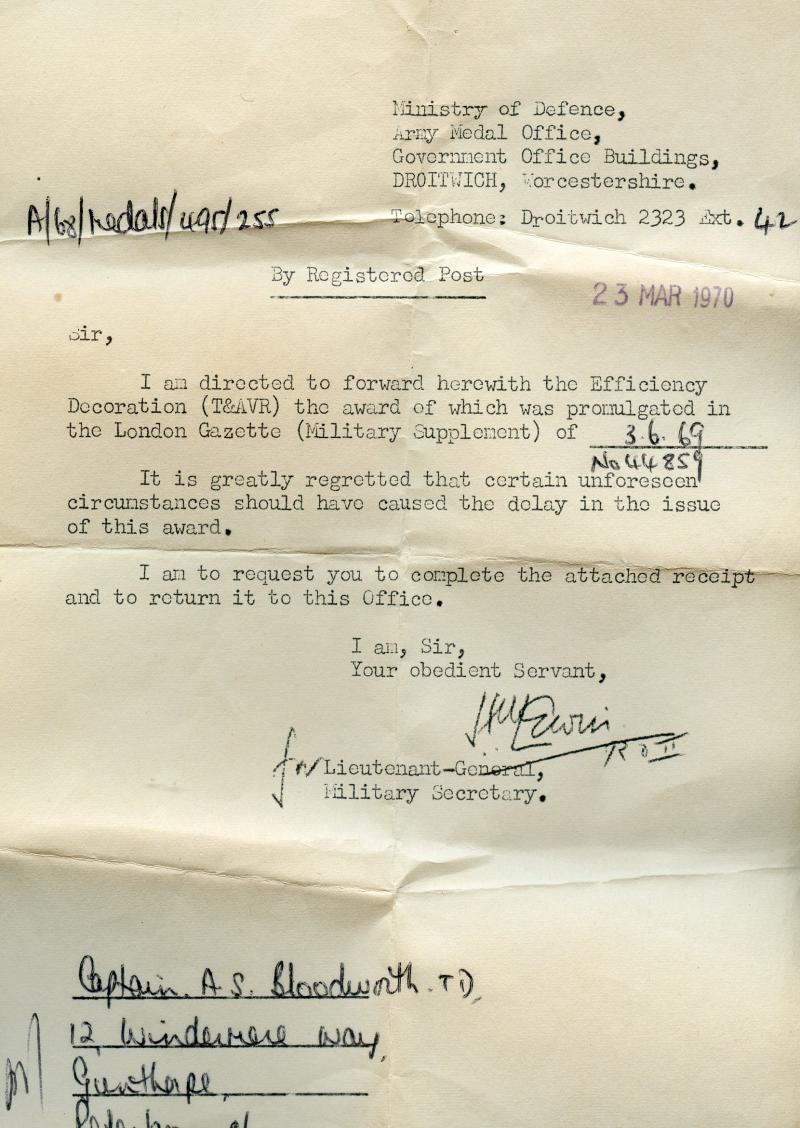 Ministry of Defence,
Army Medal Office,
Government Office Buildings,
DROITWICH, Worcestershire.
A/68/Medals/495/255
Telephone: Droitwich 2323 Ext. 42
By Registered Post
23 MAR 1970
Sir,
I am directed to forward herewith the Efficiency
Decoration (T&AVR) the award of which was promulgated in
the London Gazette (Military Supplement) of 3.6.69
No 44859
It is greatly regretted that certain unforeseen
circumstances should have caused the delay in the issue
of this award.
I am to request you to complete the attached receipt
and to return it to this Office.
I am, Sir,
Your obedient Servant,
for Lieutenant-General,
Military Secretary.
Captain. A S. Bloodworth. TD,
12, Windermere Way,
Gunthorpe,